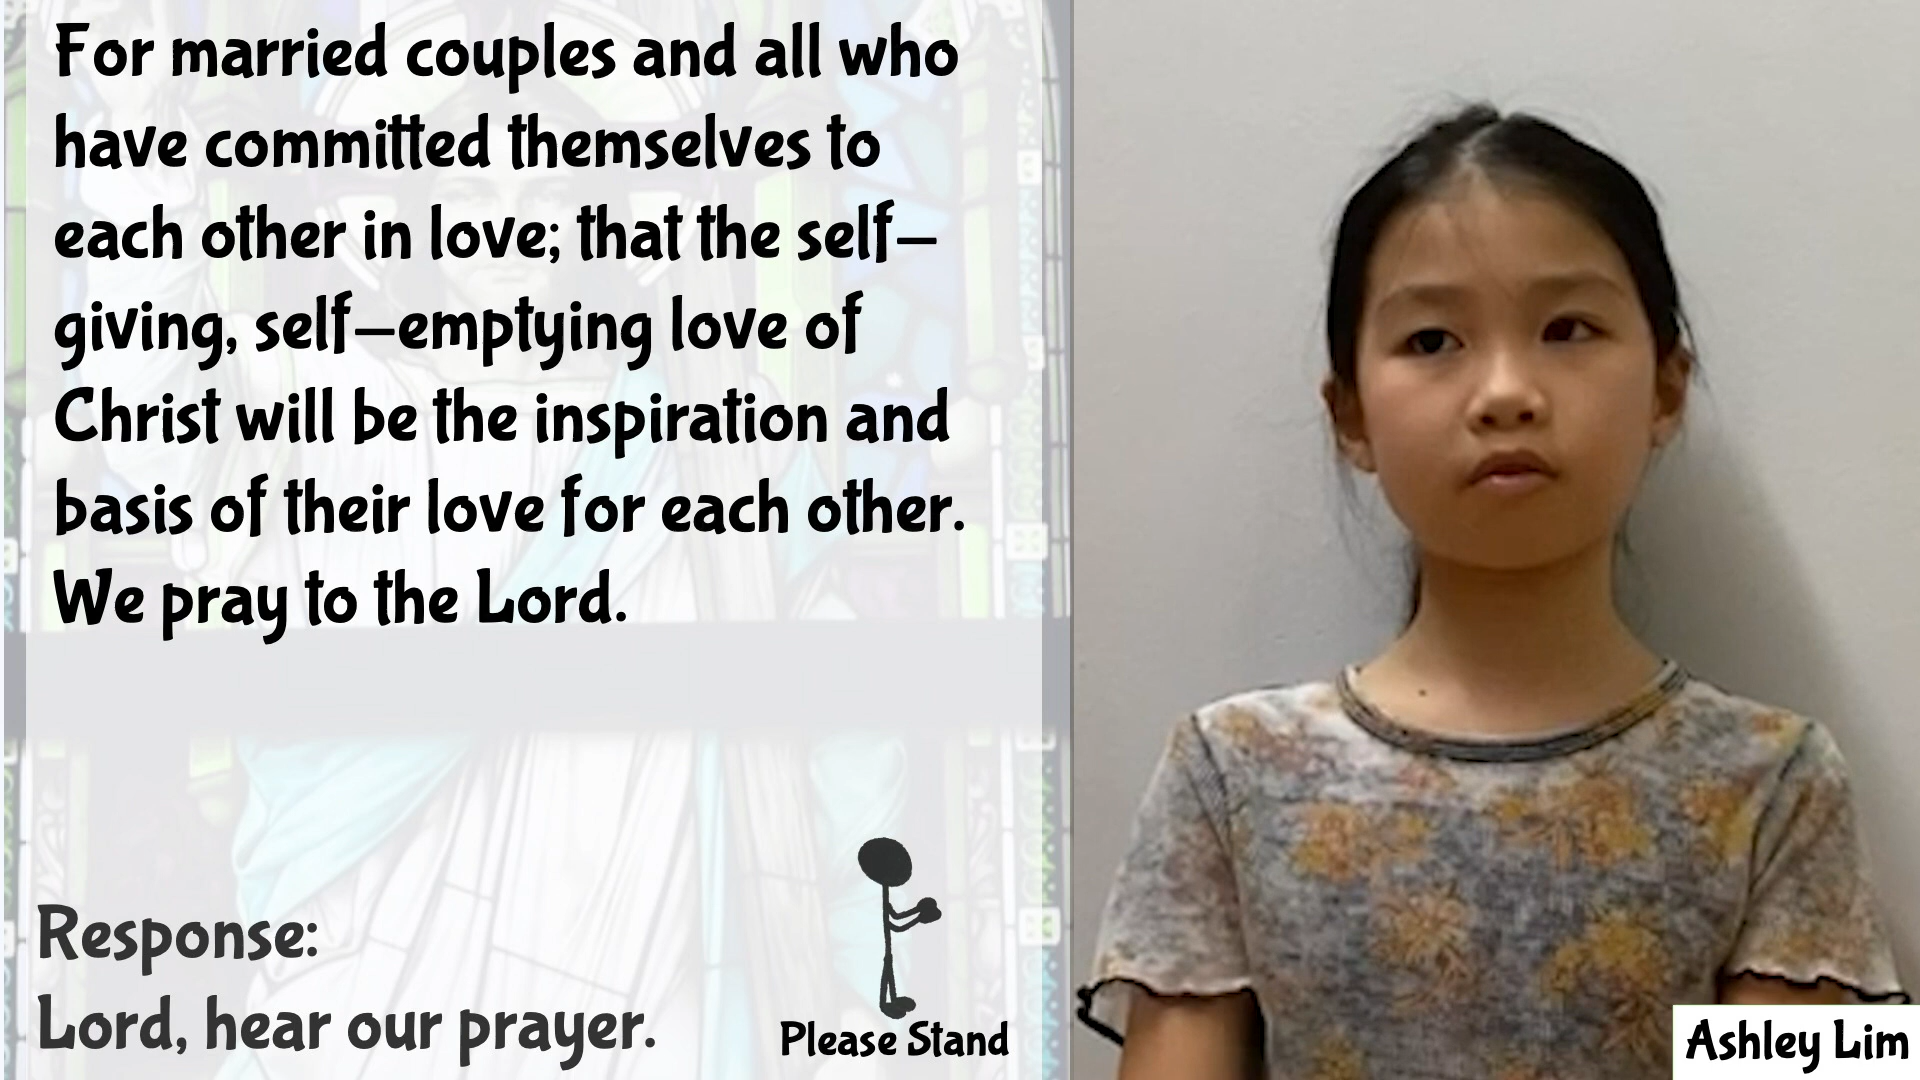 For married couples and all who
have committed themselves to
each other in love; that the self-
giving, self-emptying love of
Christ will be the inspiration and
basis of their love for each other.
We pray to the Lord.
Response:
Lord, hear our prayer.
Please Stand
Ashley Lim